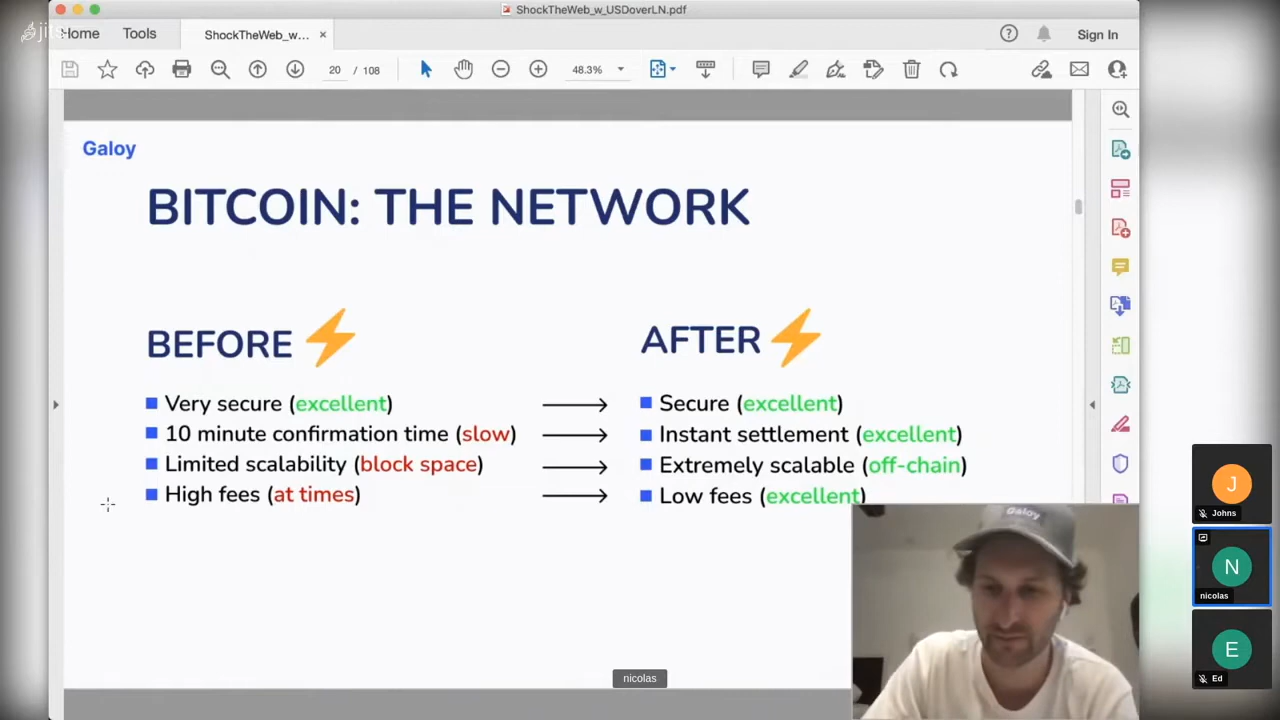 ShockTheWeb_w_USDoverLN.pdf
jit
Home
Tools
ShockTheWeb_w...
Sign In
20 / 108
48.3%
Galoy
BITCOIN: THE NETWORK
BEFORE
Very secure (excellent)
10 minute confirmation time (slow)
Limited scalability (block space)
High fees (at times)
AFTER
Secure (excellent)
Instant settlement (excellent)
Extremely scalable (off-chain)
Low fees (excellent)
Galoy
nicolas
J
Johns
N
nicolas
E
Ed